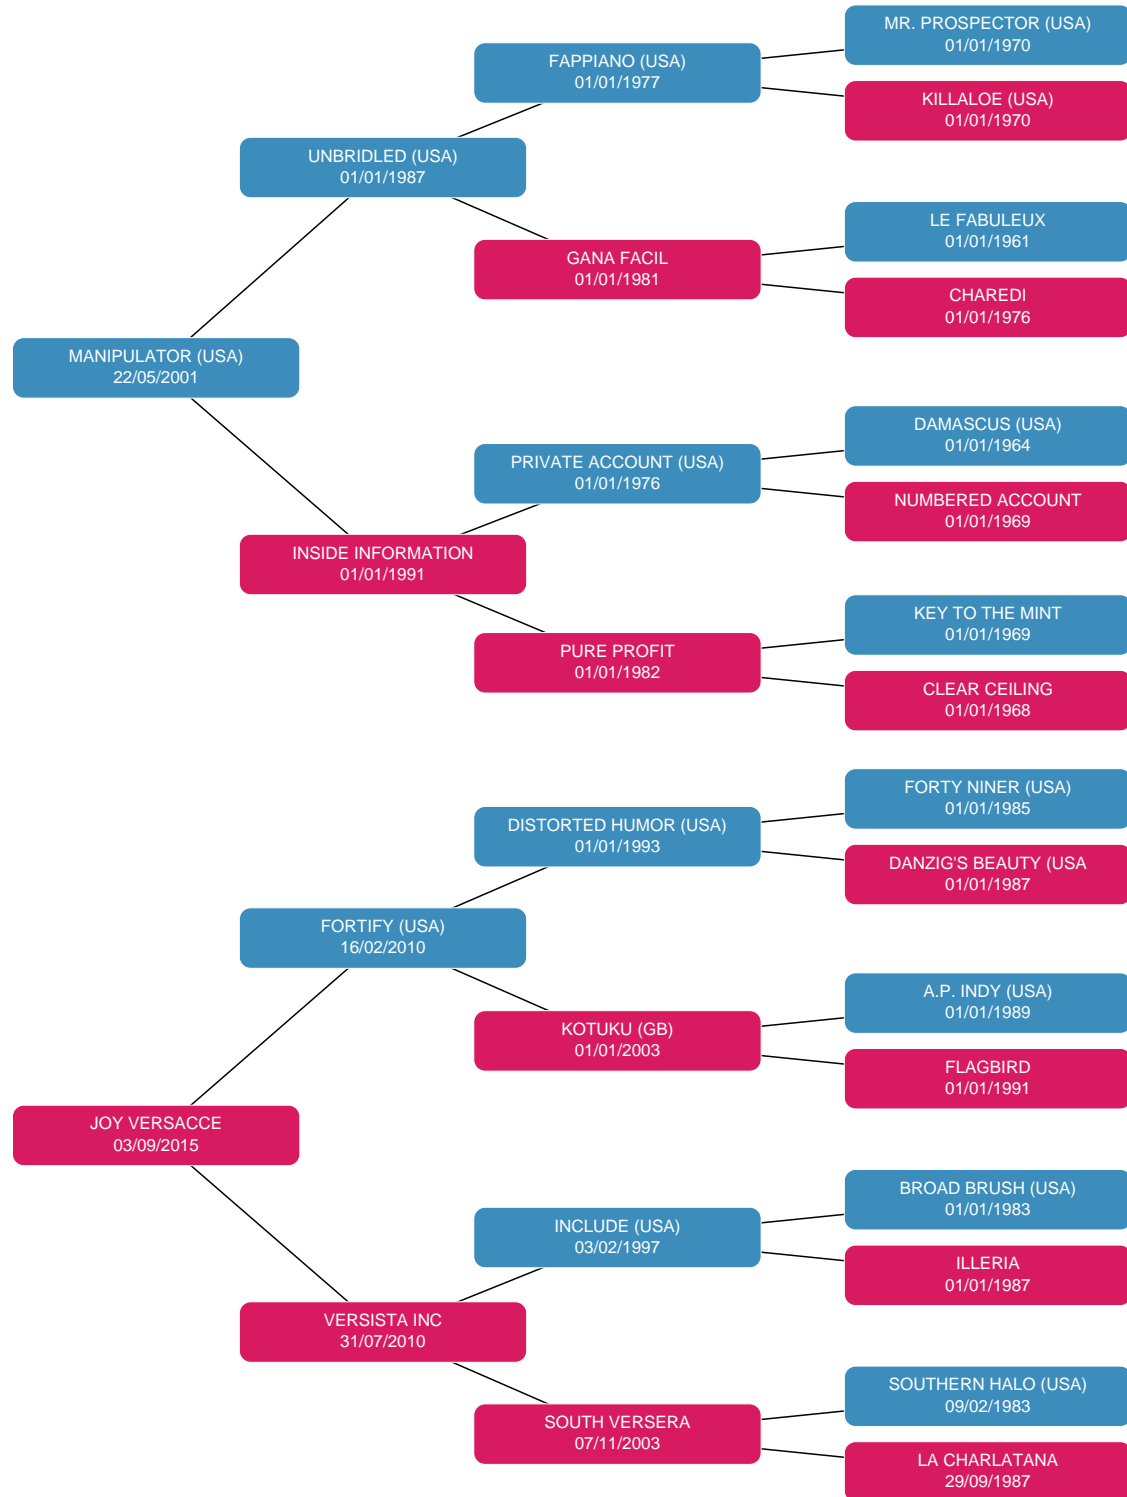 MR. PROSPECTOR (USA)
01/01/1970
FAPPIANO (USA)
01/01/1977
KILLALOE (USA)
01/01/1970
UNBRIDLED (USA)
01/01/1987
LE FABULEUX
01/01/1961
GANA FACIL
01/01/1981
CHAREDI
01/01/1976
MANIPULATOR (USA)
22/05/2001
DAMASCUS (USA)
01/01/1964
PRIVATE ACCOUNT (USA)
01/01/1976
NUMBERED ACCOUNT
01/01/1969
INSIDE INFORMATION
01/01/1991
KEY TO THE MINT
01/01/1969
PURE PROFIT
01/01/1982
CLEAR CEILING
01/01/1968
FORTY NINER (USA)
01/01/1985
DISTORTED HUMOR (USA)
01/01/1993
DANZIG'S BEAUTY (USA
01/01/1987
FORTIFY (USA)
16/02/2010
A.P. INDY (USA)
01/01/1989
KOTUKU (GB)
01/01/2003
FLAGBIRD
01/01/1991
JOY VERSACCE
03/09/2015
BROAD BRUSH (USA)
01/01/1983
INCLUDE (USA)
03/02/1997
ILLERIA
01/01/1987
VERSISTA INC
31/07/2010
SOUTHERN HALO (USA)
09/02/1983
SOUTH VERSERA
07/11/2003
LA CHARLATANA
29/09/1987